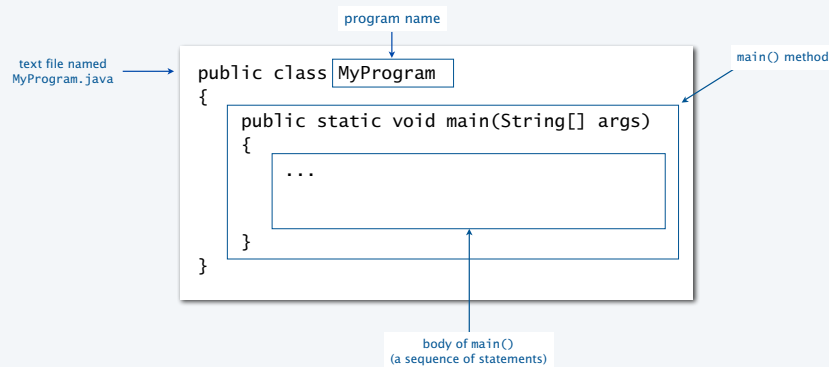 program name
text file named
MyProgram.java
main() method
public class MyProgram
{
public static void main(String[] args)
{
...
}
}
body of main()
(a sequence of statements)